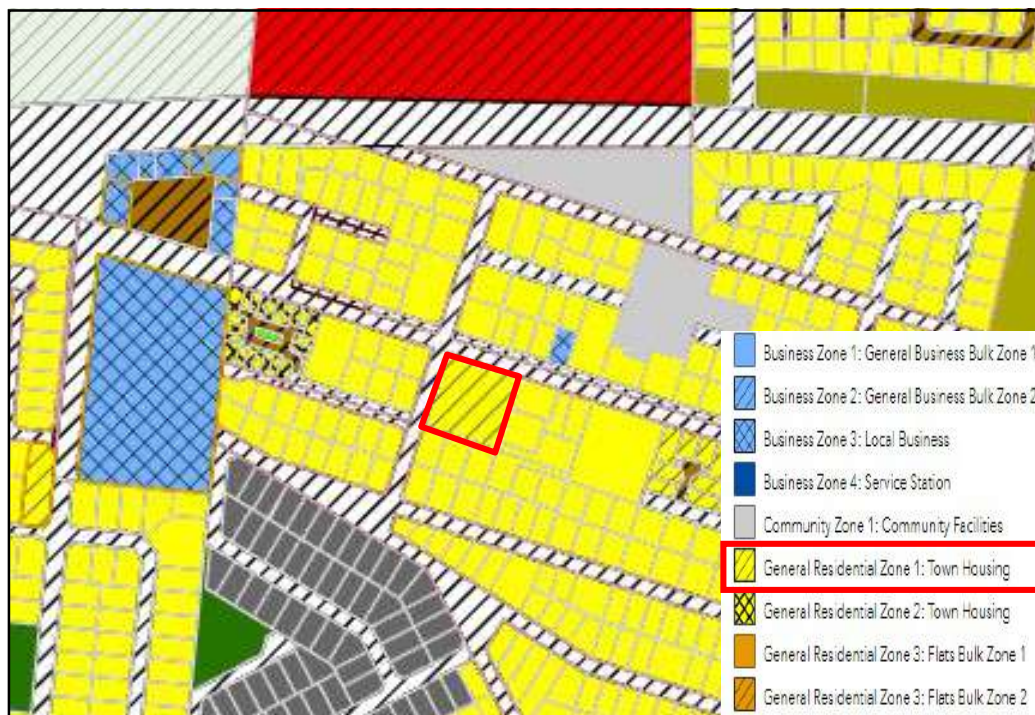 Business Zone 1: General Business Bulk Zone 1
Business Zone 2: General Business Bulk Zone 2
Business Zone 3: Local Business
Business Zone 4: Service Station
Community Zone 1: Community Facilities
General Residential Zone 1: Town Housing
General Residential Zone 2: Town Housing
General Residential Zone 3: Flats Bulk Zone 1
General Residential Zone 3: Flats Bulk Zone 2